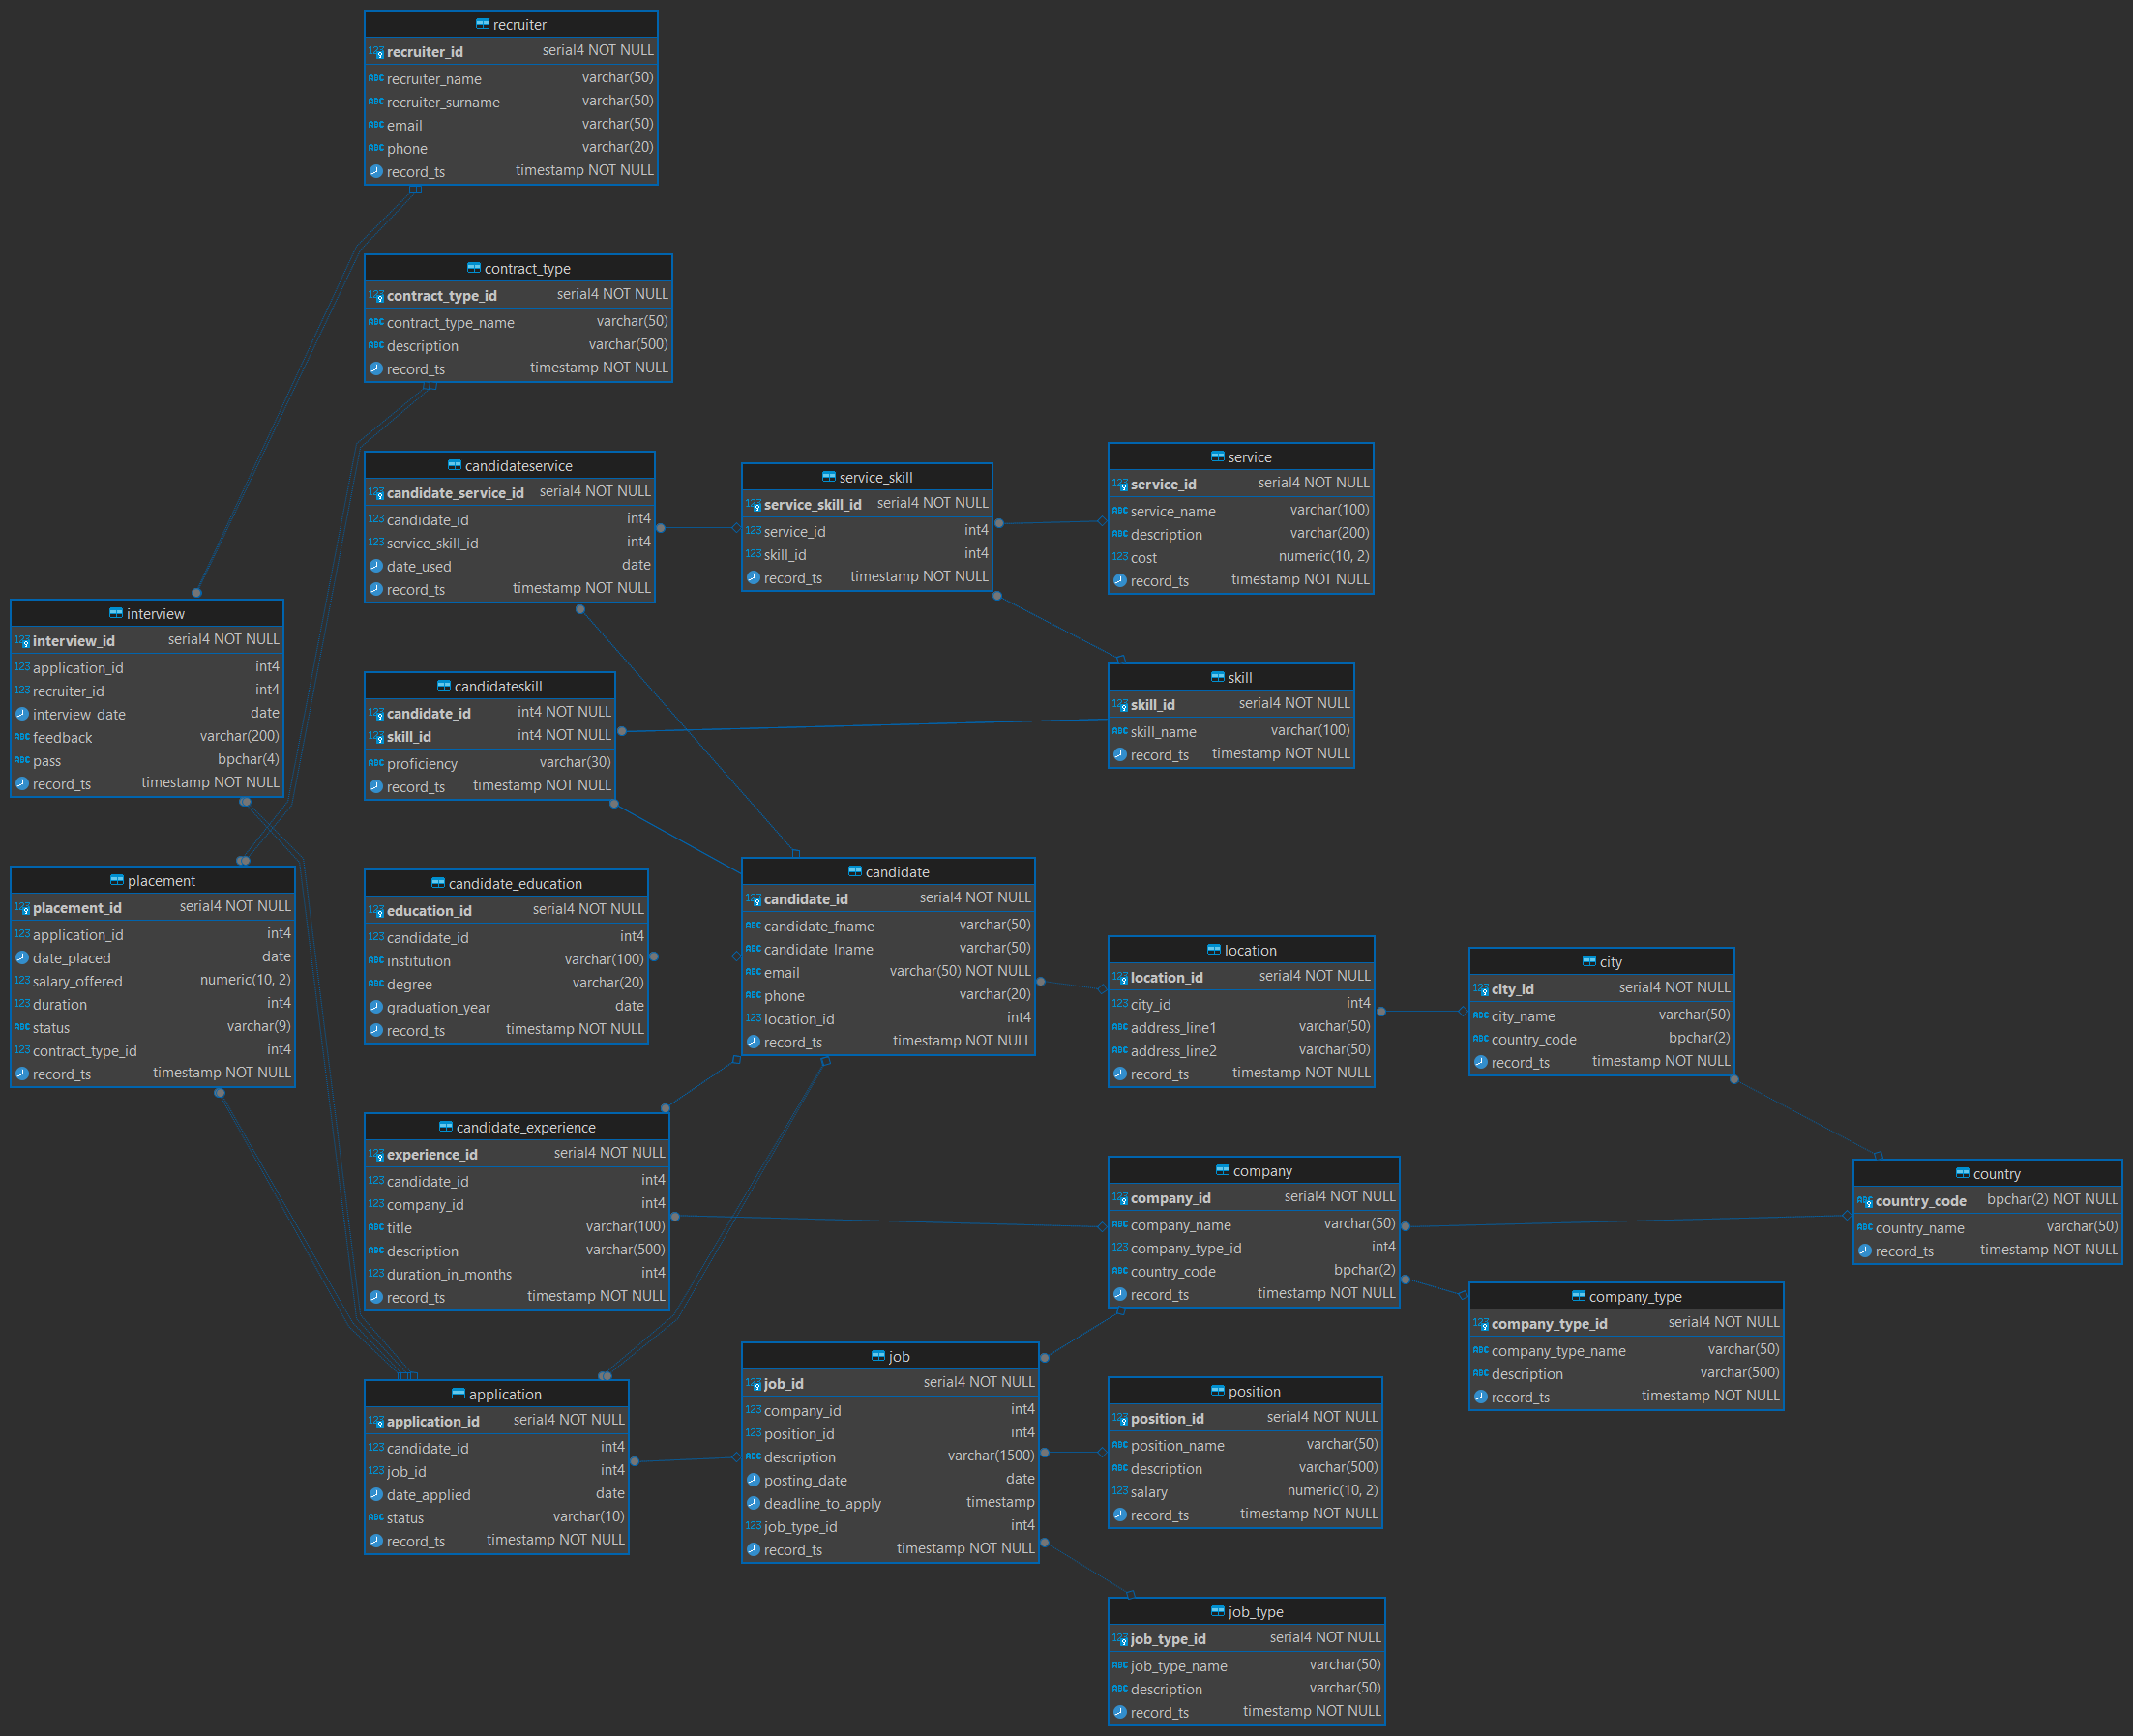 recruiter
recruiter_id serial4 NOT NULL
recruiter_name varchar(50)
recruiter_surname varchar(50)
email varchar(50)
phone varchar(20)
record_ts timestamp NOT NULL
contract_type
contract_type_id serial4 NOT NULL
contract_type_name varchar(50)
description varchar(500)
record_ts timestamp NOT NULL
candidateservice
candidate_service_id serial4 NOT NULL
candidate_id int4
service_skill_id int4
date_used date
record_ts timestamp NOT NULL
service_skill
service_skill_id serial4 NOT NULL
service_id int4
skill_id int4
record_ts timestamp NOT NULL
service
service_id serial4 NOT NULL
service_name varchar(100)
description varchar(200)
cost numeric(10, 2)
record_ts timestamp NOT NULL
interview
interview_id serial4 NOT NULL
application_id int4
recruiter_id int4
interview_date date
feedback varchar(200)
pass bpchar(4)
record_ts timestamp NOT NULL
candidateskill
candidate_id int4 NOT NULL
skill_id int4 NOT NULL
proficiency varchar(30)
record_ts timestamp NOT NULL
skill
skill_id serial4 NOT NULL
skill_name varchar(100)
record_ts timestamp NOT NULL
placement
placement_id serial4 NOT NULL
application_id int4
date_placed date
salary_offered numeric(10, 2)
duration int4
status varchar(9)
contract_type_id int4
record_ts timestamp NOT NULL
candidate_education
education_id serial4 NOT NULL
candidate_id int4
institution varchar(100)
degree varchar(20)
graduation_year date
record_ts timestamp NOT NULL
candidate
candidate_id serial4 NOT NULL
candidate_fname varchar(50)
candidate_lname varchar(50)
email varchar(50) NOT NULL
phone varchar(20)
location_id int4
record_ts timestamp NOT NULL
location
location_id serial4 NOT NULL
city_id int4
address_line1 varchar(50)
address_line2 varchar(50)
record_ts timestamp NOT NULL
city
city_id serial4 NOT NULL
city_name varchar(50)
country_code bpchar(2)
record_ts timestamp NOT NULL
candidate_experience
experience_id serial4 NOT NULL
candidate_id int4
company_id int4
title varchar(100)
description varchar(500)
duration_in_months int4
record_ts timestamp NOT NULL
company
company_id serial4 NOT NULL
company_name varchar(50)
company_type_id int4
country_code bpchar(2)
record_ts timestamp NOT NULL
country
country_code bpchar(2) NOT NULL
country_name varchar(50)
record_ts timestamp NOT NULL
company_type
company_type_id serial4 NOT NULL
company_type_name varchar(50)
description varchar(500)
record_ts timestamp NOT NULL
application
application_id serial4 NOT NULL
candidate_id int4
job_id int4
date_applied date
status varchar(10)
record_ts timestamp NOT NULL
job
job_id serial4 NOT NULL
company_id int4
position_id int4
description varchar(1500)
posting_date date
deadline_to_apply timestamp
job_type_id int4
record_ts timestamp NOT NULL
position
position_id serial4 NOT NULL
position_name varchar(50)
description varchar(500)
salary numeric(10, 2)
record_ts timestamp NOT NULL
job_type
job_type_id serial4 NOT NULL
job_type_name varchar(50)
description varchar(50)
record_ts timestamp NOT NULL